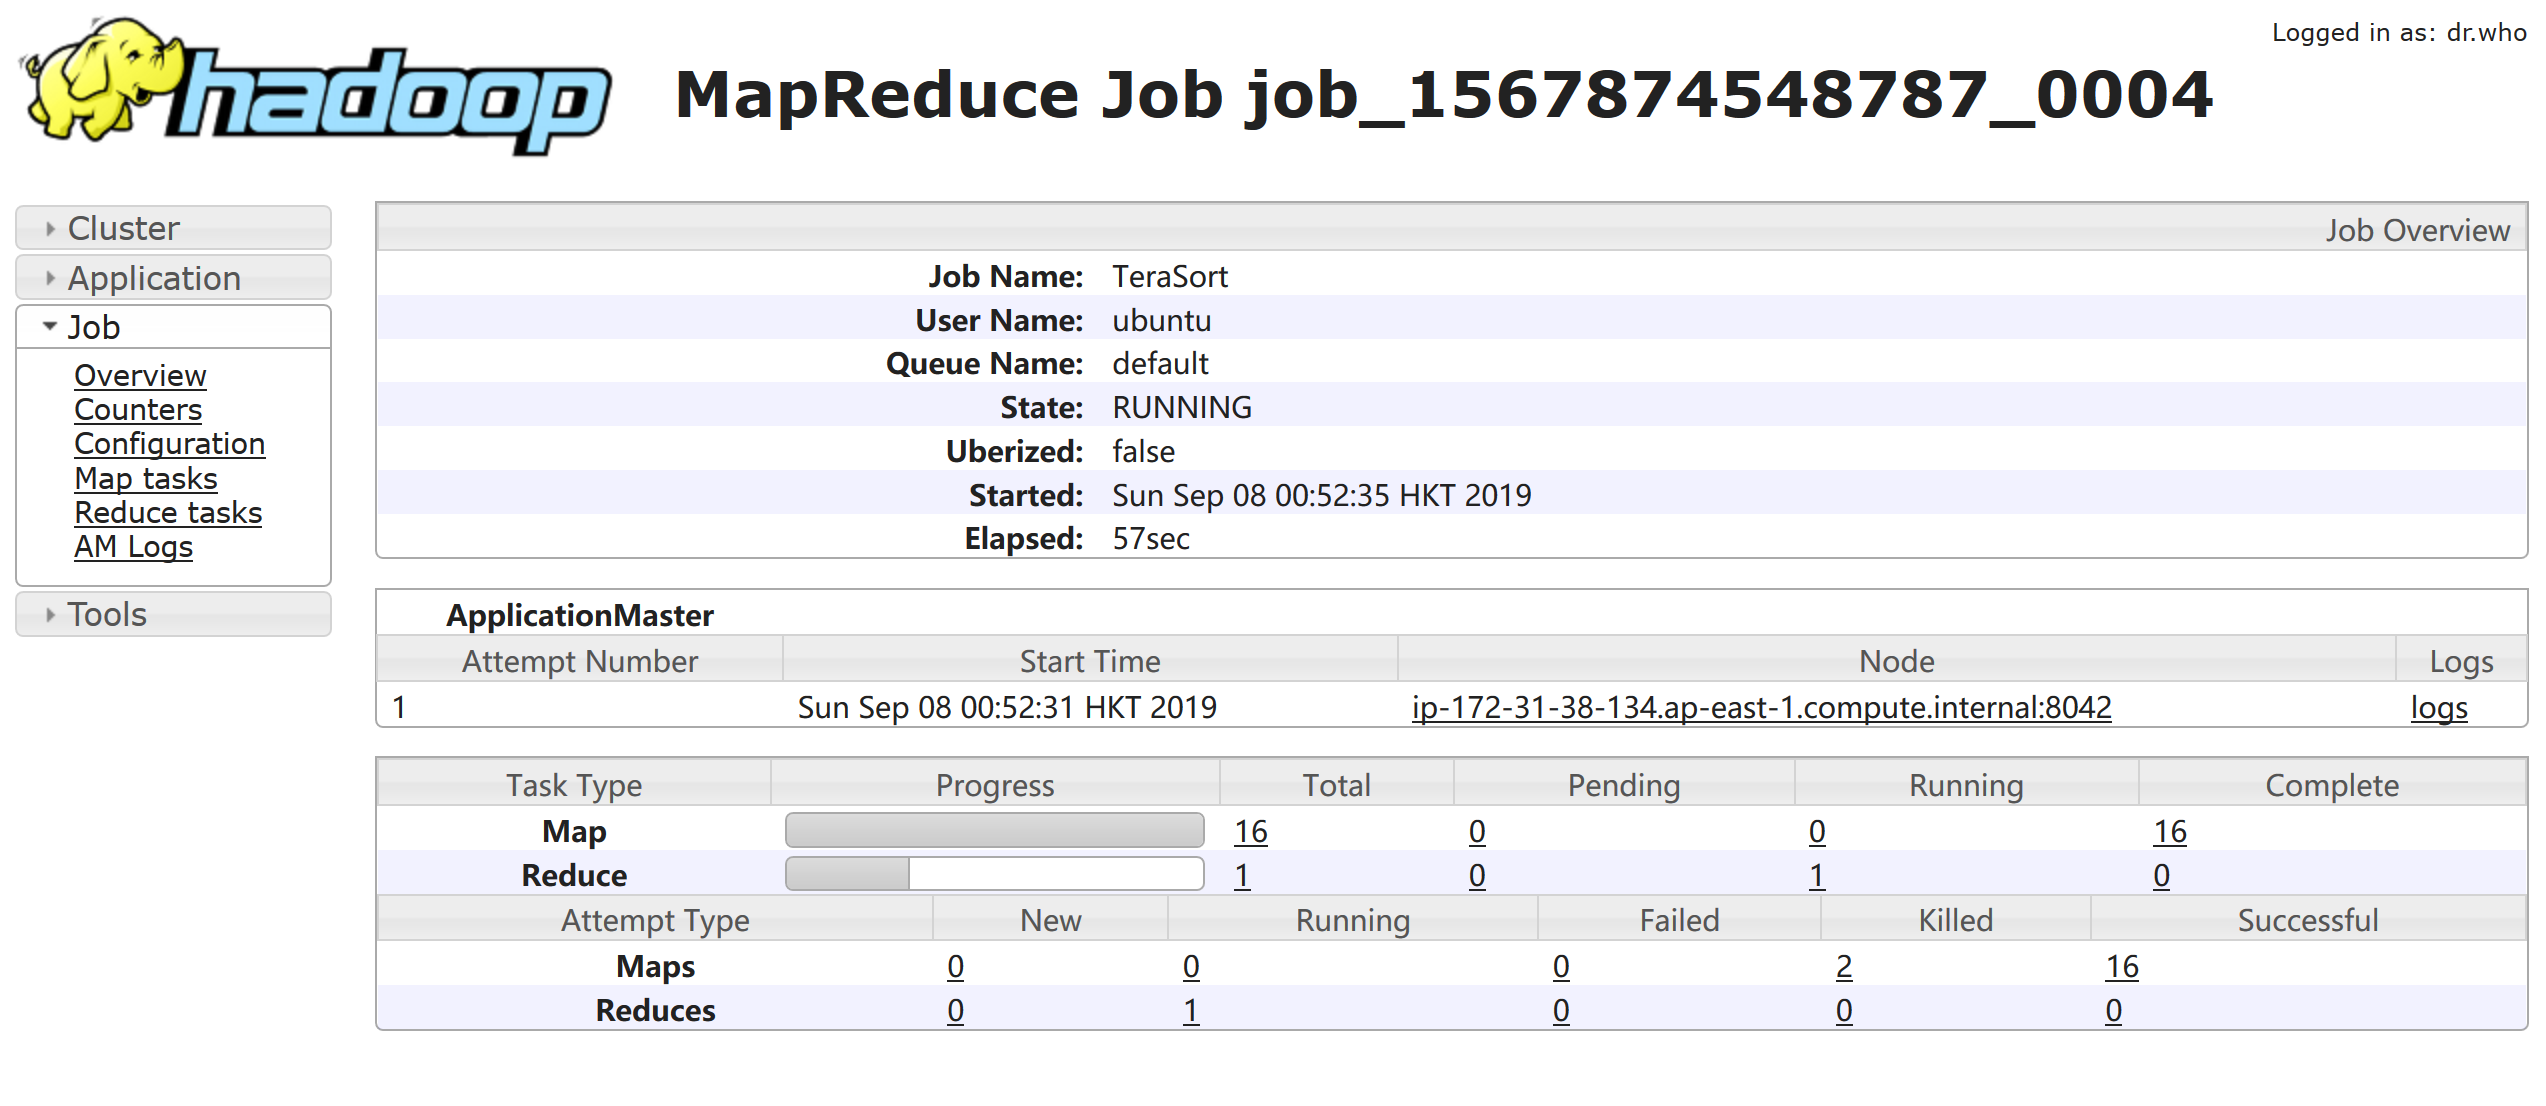 Logged in as: dr.who
hadoop
MapReduce Job job_1567874548787_0004
Cluster
Application
Job
Overview
Counters
Configuration
Map tasks
Reduce tasks
AM Logs
Tools
Job Overview
Job Name: TeraSort
User Name: ubuntu
Queue Name: default
State: RUNNING
Uberized: false
Started: Sun Sep 08 00:52:35 HKT 2019
Elapsed: 57sec
ApplicationMaster
Attempt Number Start Time Node Logs
1 Sun Sep 08 00:52:31 HKT 2019 ip-172-31-38-134.ap-east-1.compute.internal:8042 logs
Task Type Progress Total Pending Running Complete
Map 16 0 0 16
Reduce 1 0 1 0
Attempt Type New Running Failed Killed Successful
Maps 0 0 0 2 16
Reduces 0 1 0 0 0